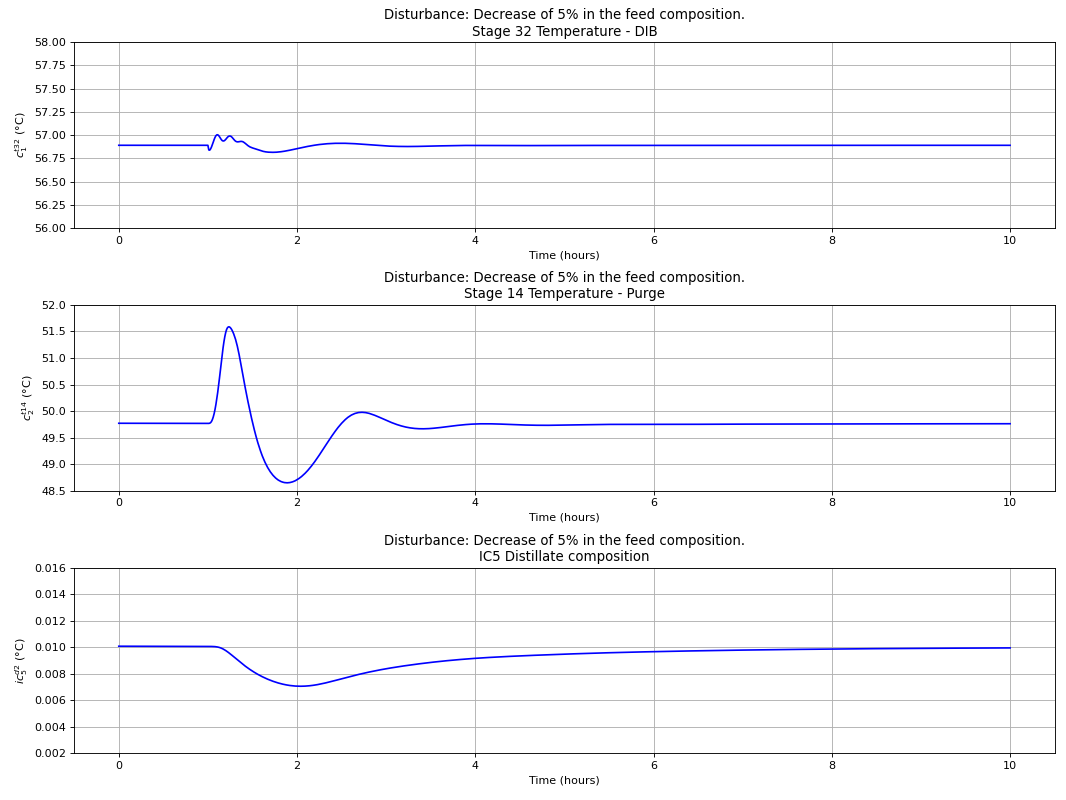 Disturbance: Decrease of 5% in the feed composition.
Stage 32 Temperature - DIB
58.00
57.75
57.50
57.25
57.00
56.75
56.50
56.25
56.00
c₁ᵗ³² (°C)
0 2 4 6 8 10
Time (hours)
Disturbance: Decrease of 5% in the feed composition.
Stage 14 Temperature - Purge
52.0
51.5
51.0
50.5
50.0
49.5
49.0
48.5
c₂ᵗ¹⁴ (°C)
0 2 4 6 8 10
Time (hours)
Disturbance: Decrease of 5% in the feed composition.
IC5 Distillate composition
0.016
0.014
0.012
0.010
0.008
0.006
0.004
0.002
ic₅ᵈ² (°C)
0 2 4 6 8 10
Time (hours)